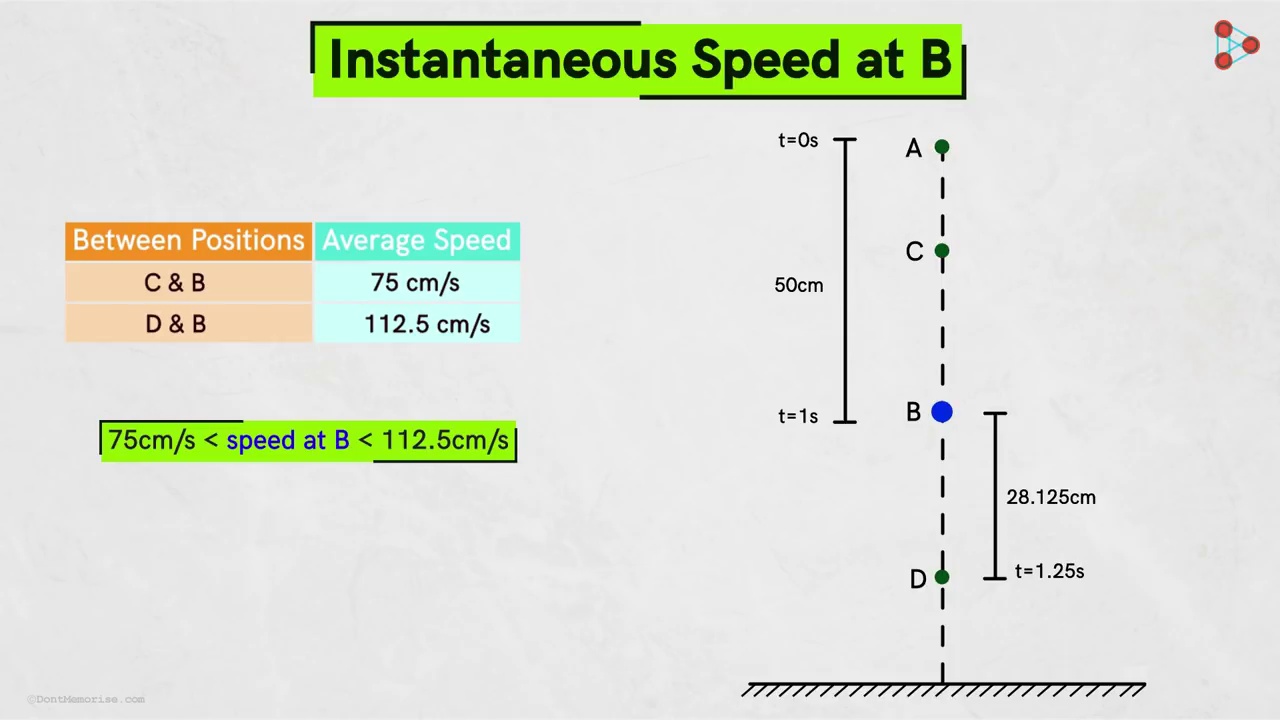 Instantaneous Speed at B
Between Positions Average Speed
C & B 75 cm/s
D & B 112.5 cm/s
75cm/s < speed at B < 112.5cm/s
t=0s
A
C
50cm
t=1s
B
28.125cm
D
t=1.25s
©DontMemorise.com